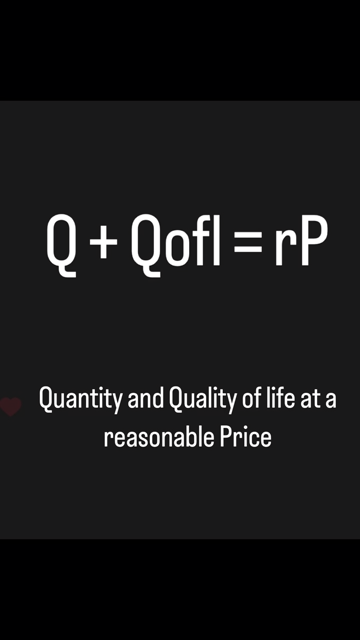 Q + Qofl = rP
Quantity and Quality of life at a
reasonable Price